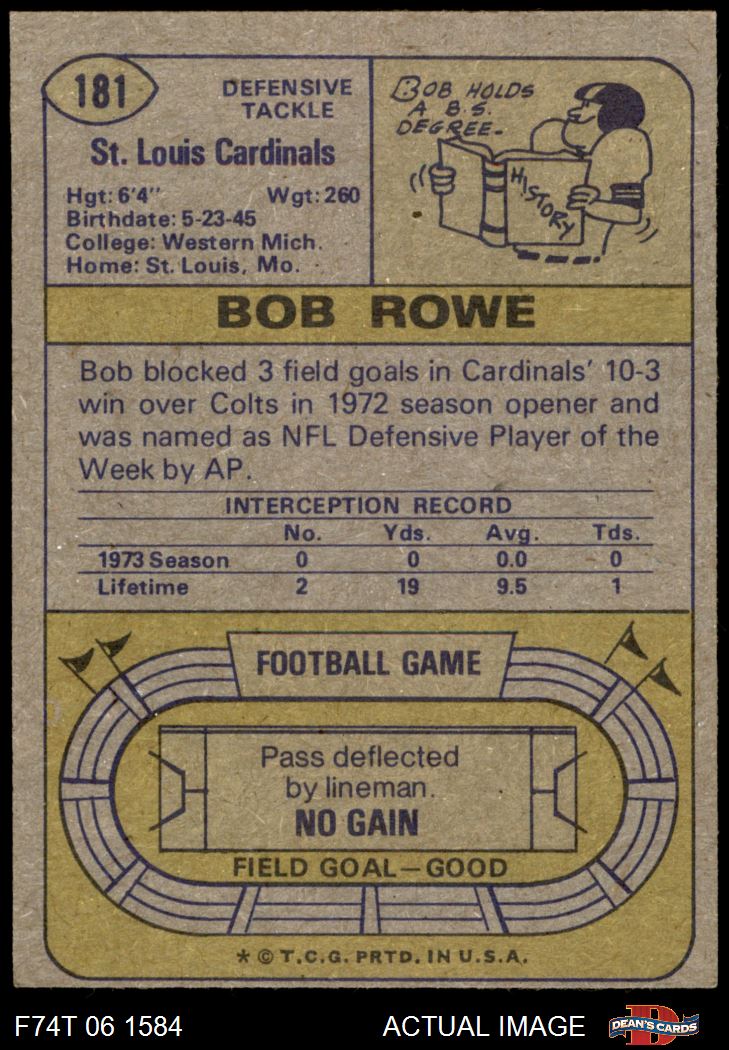 181
DEFENSIVE
TACKLE
St. Louis Cardinals
Hgt: 6'4" Wgt: 260
Birthdate: 5-23-45
College: Western Mich.
Home: St. Louis, Mo.
BOB HOLDS
A B.S.
DEGREE.
HISTORY
BOB ROWE
Bob blocked 3 field goals in Cardinals' 10-3
win over Colts in 1972 season opener and
was named as NFL Defensive Player of the
Week by AP.
INTERCEPTION RECORD
No. Yds. Avg. Tds.
1973 Season 0 0 0.0 0
Lifetime 2 19 9.5 1
FOOTBALL GAME
Pass deflected
by lineman.
NO GAIN
FIELD GOAL—GOOD
* © T.C.G. PRTD. IN U.S.A.
F74T 06 1584 ACTUAL IMAGE
D
DEAN'S CARDS